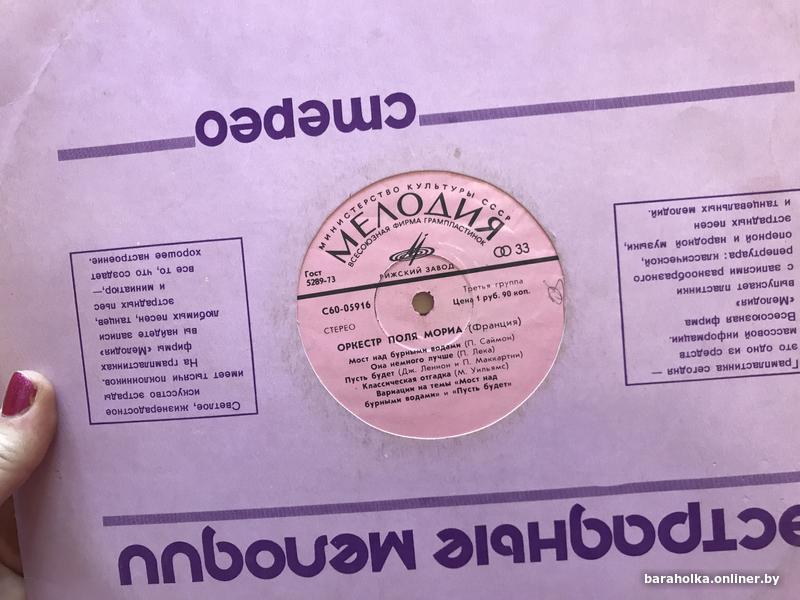 эстрадные мелодии
Грампластинка сегодня —
это одно из средств
массовой информации.
Всесоюзная фирма
«Мелодия»
выпускает пластинки
с записями разнообразного
репертуара: классической,
оперной и народной музыки,
эстрадных песен
и танцевальных мелодий.
Светлое, жизнерадостное
искусство эстрады
имеет тысячи поклонников.
На грампластинках
фирмы «Мелодия»
вы найдете записи
любимых песен, танцев,
эстрадных пьес
и миниатюр,—
все то, что создает
хорошее настроение.
стерео
МИНИСТЕРСТВО КУЛЬТУРЫ СССР
МЕЛОДИЯ
ВСЕСОЮЗНАЯ ФИРМА ГРАМПЛАСТИНОК
РИЖСКИЙ ЗАВОД
Гост
5289-73
33
С60-05916
СТЕРЕО
Третья группа
Цена 1 руб. 90 коп.
ОРКЕСТР ПОЛЯ МОРИА (Франция)
Мост над бурными водами (П. Саймон)
Она немного лучше (П. Лека)
Пусть будет (Дж. Леннон и П. Маккартни)
Классическая отгадка (М. Уильямс)
Вариации на темы «Мост над
бурными водами» и «Пусть будет»
baraholka.onliner.by